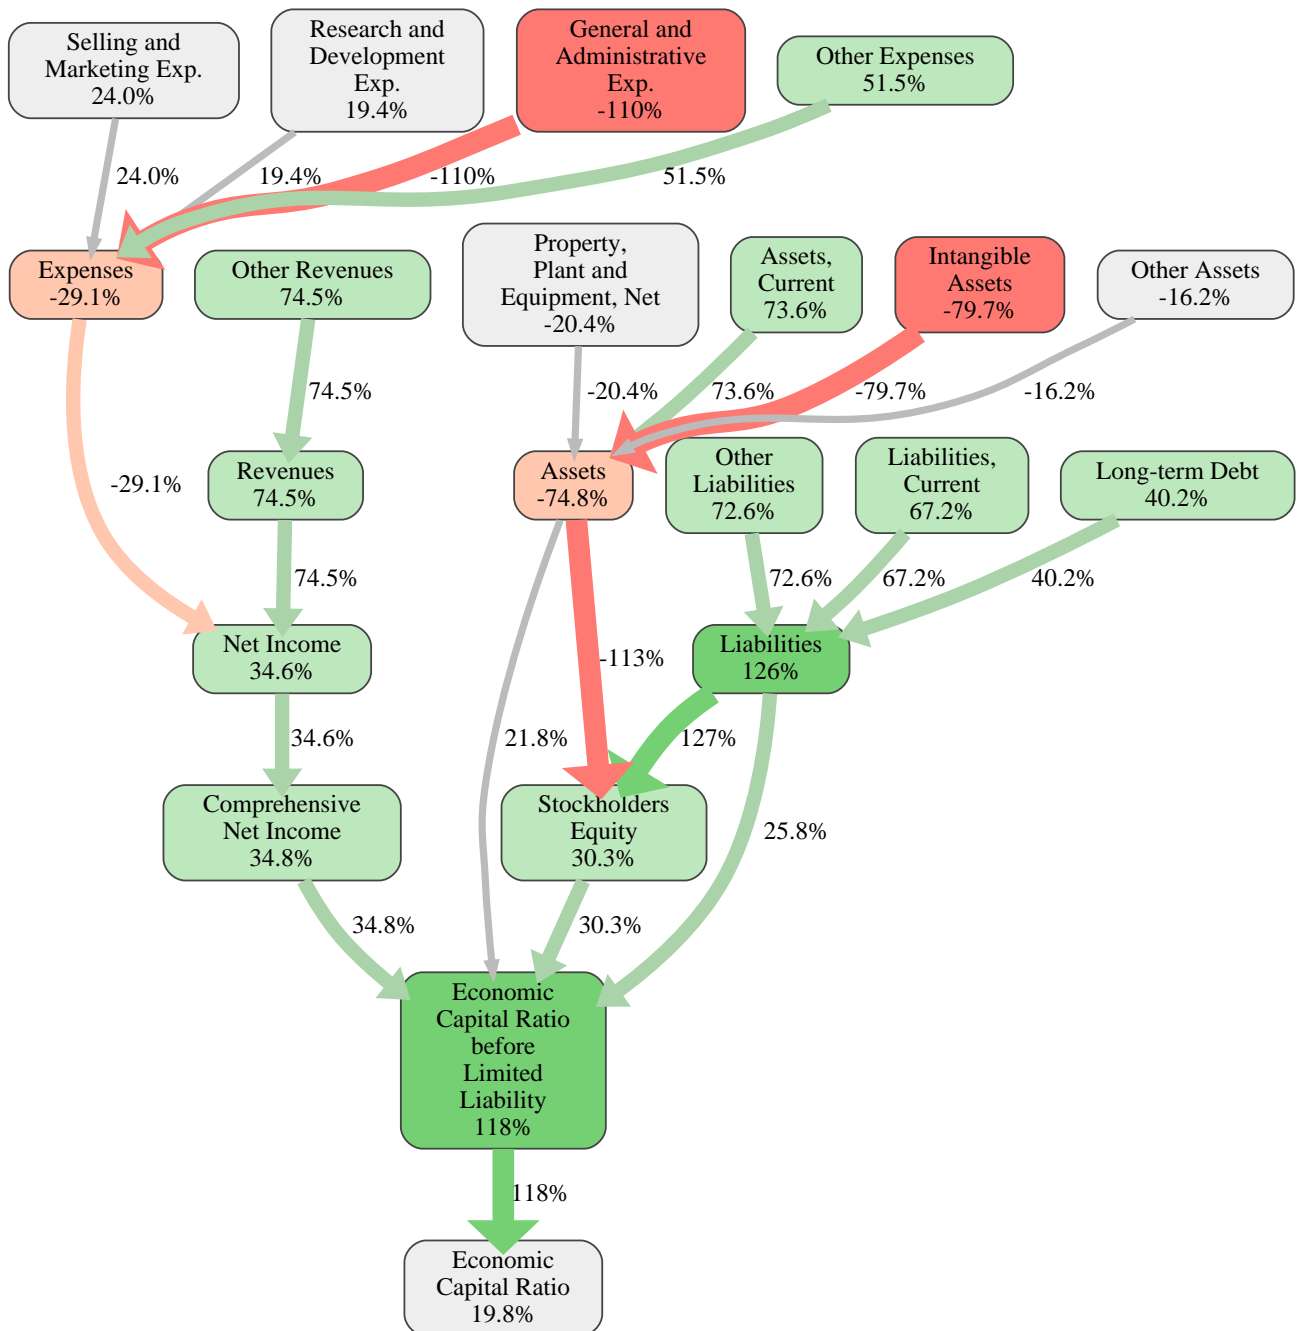 Selling and
Marketing Exp.
24.0%
Research and
Development
Exp.
19.4%
General and
Administrative
Exp.
-110%
Other Expenses
51.5%
24.0%
19.4%
-110%
51.5%
Expenses
-29.1%
Other Revenues
74.5%
Property,
Plant and
Equipment, Net
-20.4%
Assets,
Current
73.6%
Intangible
Assets
-79.7%
Other Assets
-16.2%
74.5%
-20.4%
73.6%
-79.7%
-16.2%
-29.1%
Revenues
74.5%
Assets
-74.8%
Other
Liabilities
72.6%
Liabilities,
Current
67.2%
Long-term Debt
40.2%
74.5%
72.6%
67.2%
40.2%
Net Income
34.6%
-113%
Liabilities
126%
34.6%
21.8%
127%
Comprehensive
Net Income
34.8%
Stockholders
Equity
30.3%
25.8%
34.8%
30.3%
Economic
Capital Ratio
before
Limited
Liability
118%
118%
Economic
Capital Ratio
19.8%